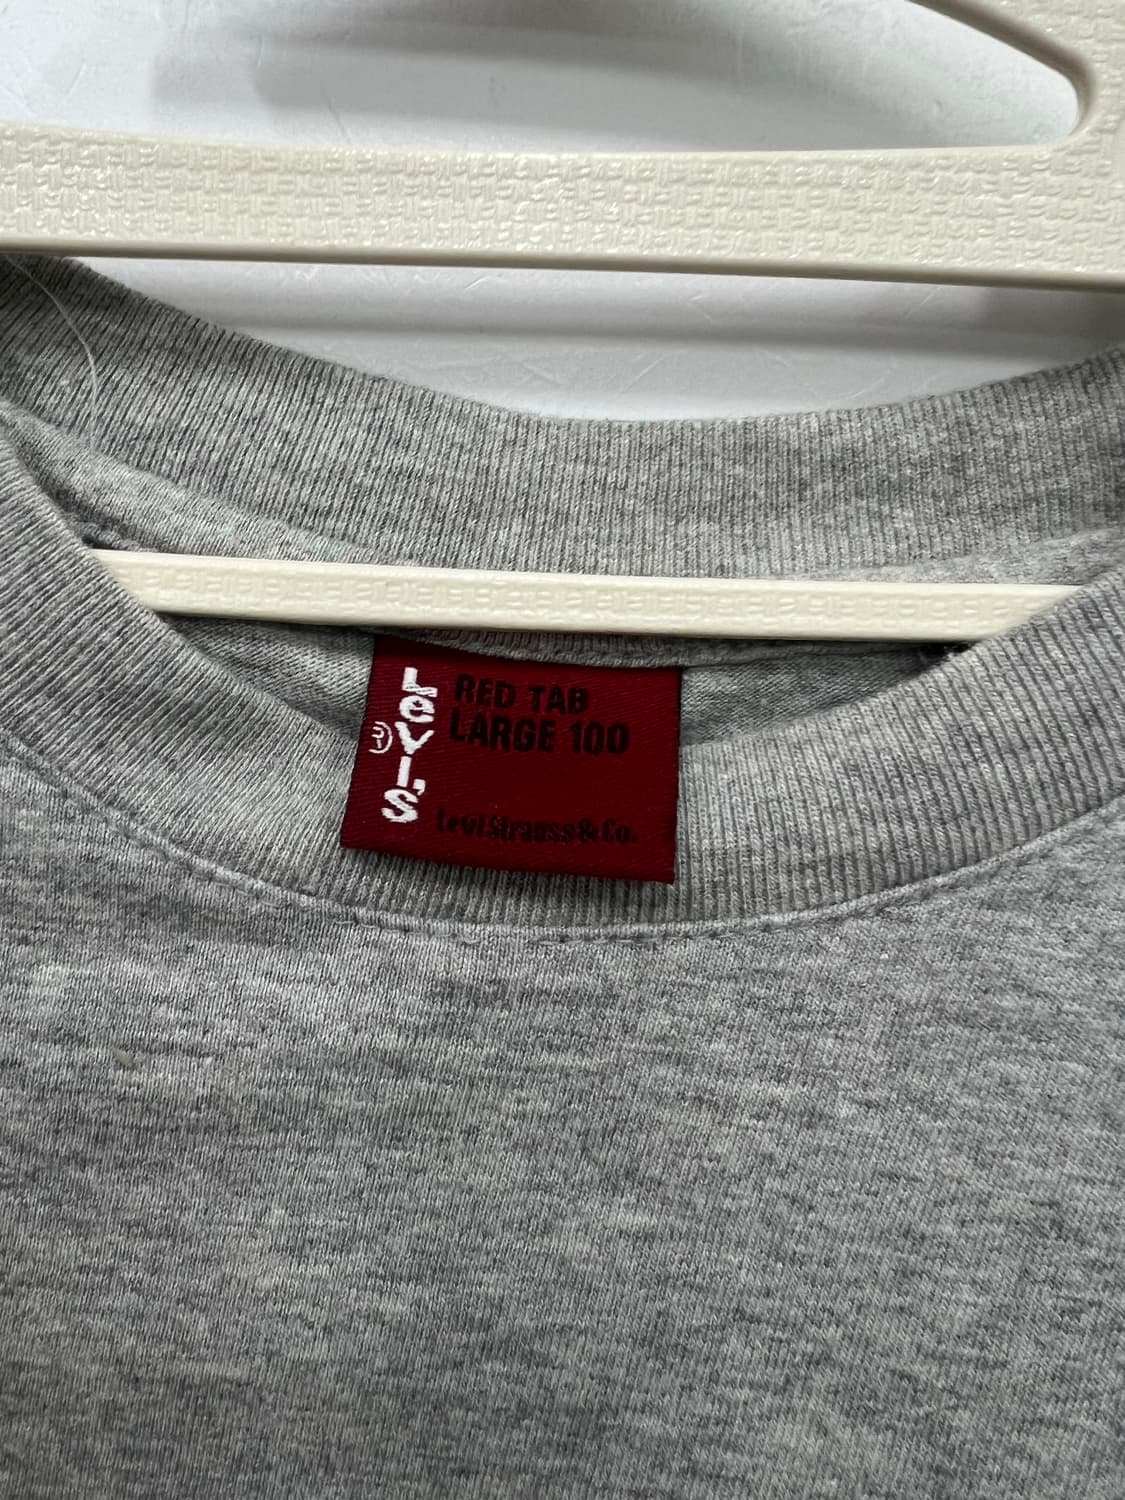 Levi's
RED TAB
LARGE 100
Levi Strauss & Co.